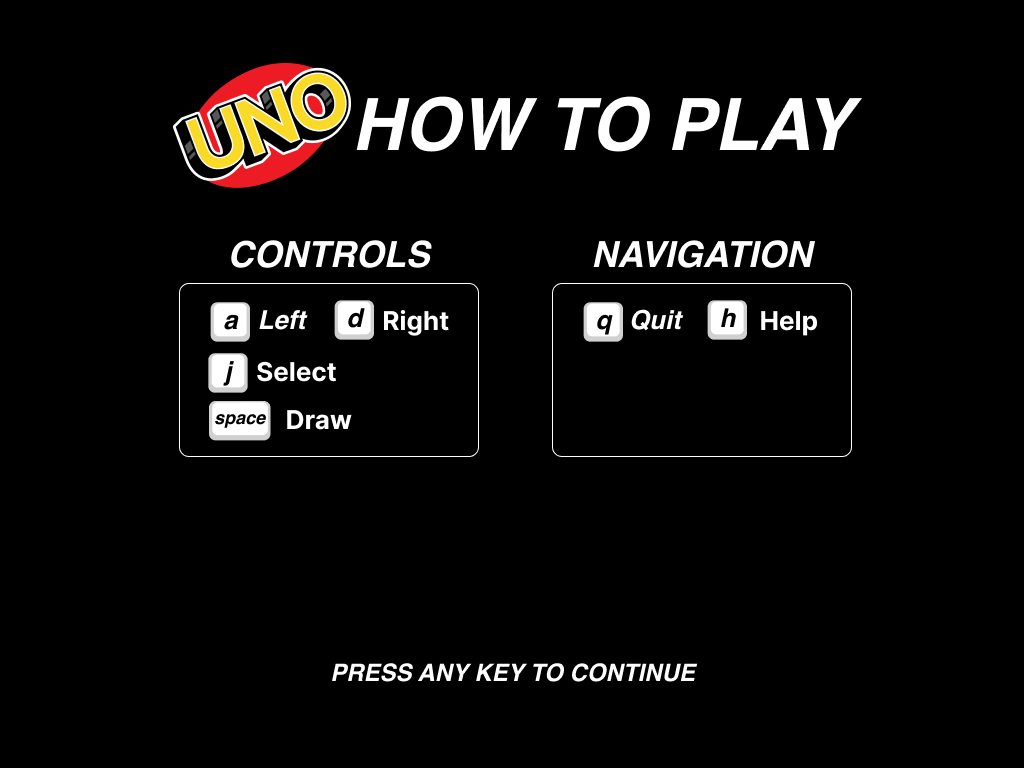 UNO HOW TO PLAY
CONTROLS
a Left d Right
j Select
space Draw
NAVIGATION
q Quit h Help
PRESS ANY KEY TO CONTINUE